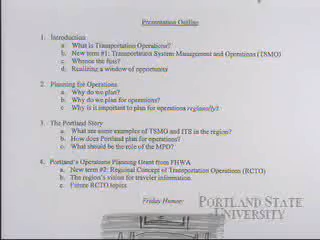 Presentation Outline
1. Introduction
a. What is Transportation Operations?
b. New term #1: Transportation System Management and Operations (TSMO)
c. Whence the fuss?
d. Realizing a window of opportunity
2. Planning for Operations
a. Why do we plan?
b. Why do we plan for operations?
c. Why is it important to plan for operations regionally?
3. The Portland Story
a. What are some examples of TSMO and ITS in the region?
b. How does Portland plan for operations?
c. What should be the role of the MPO?
4. Portland's Operations Planning Grant from FHWA
a. New term #2: Regional Concept of Transportation Operations (RCTO)
b. The region's vision for traveler information
c. Future RCTO topics
Friday Humor:
PORTLAND STATE
UNIVERSITY